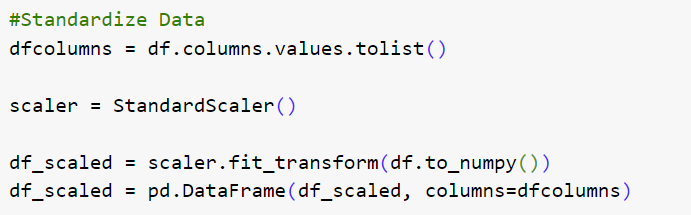 #Standardize Data
dfcolumns = df.columns.values.tolist()
scaler = StandardScaler()
df_scaled = scaler.fit_transform(df.to_numpy())
df_scaled = pd.DataFrame(df_scaled, columns=dfcolumns)